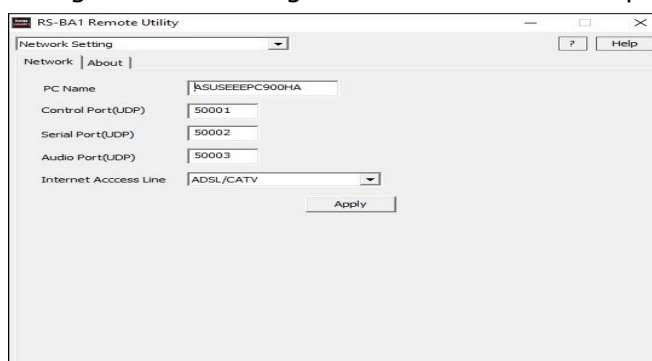 RS-BA1 Remote Utility
Network Setting
? Help
Network About
PC Name ASUSEEEPC900HA
Control Port(UDP) 50001
Serial Port(UDP) 50002
Audio Port(UDP) 50003
Internet Acccess Line ADSL/CATV
Apply